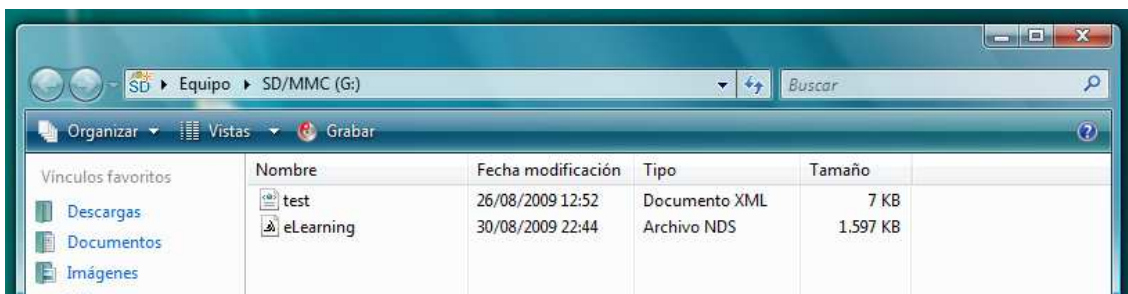 SD Equipo SD/MMC (G:) Buscar
Organizar Vistas Grabar ?
Vínculos favoritos Nombre Fecha modificación Tipo Tamaño
Descargas test 26/08/2009 12:52 Documento XML 7 KB
Documentos eLearning 30/08/2009 22:44 Archivo NDS 1.597 KB
Imágenes